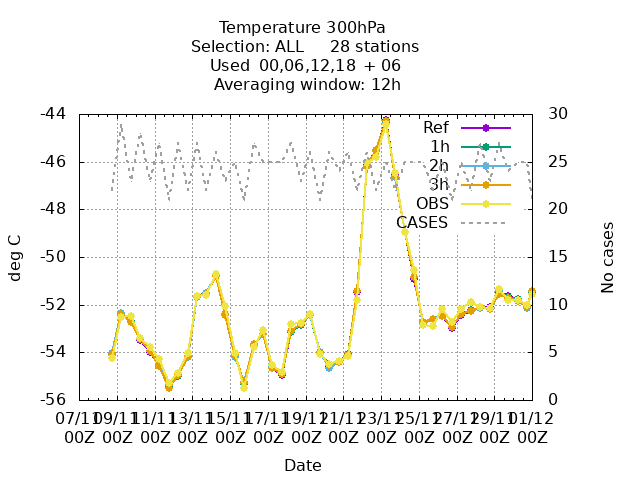 Temperature 300hPa
Selection: ALL 28 stations
Used 00,06,12,18 + 06
Averaging window: 12h
-44 30
Ref
1h
-46 25
2h
3h
-48 20
OBS
CASES
-50 15
deg C
No cases
-52 10
-54 5
-56 0
07/11 09/11 11/11 13/11 15/11 17/11 19/11 21/11 23/11 25/11 27/11 29/11 01/12
00Z 00Z 00Z 00Z 00Z 00Z 00Z 00Z 00Z 00Z 00Z 00Z 00Z
Date